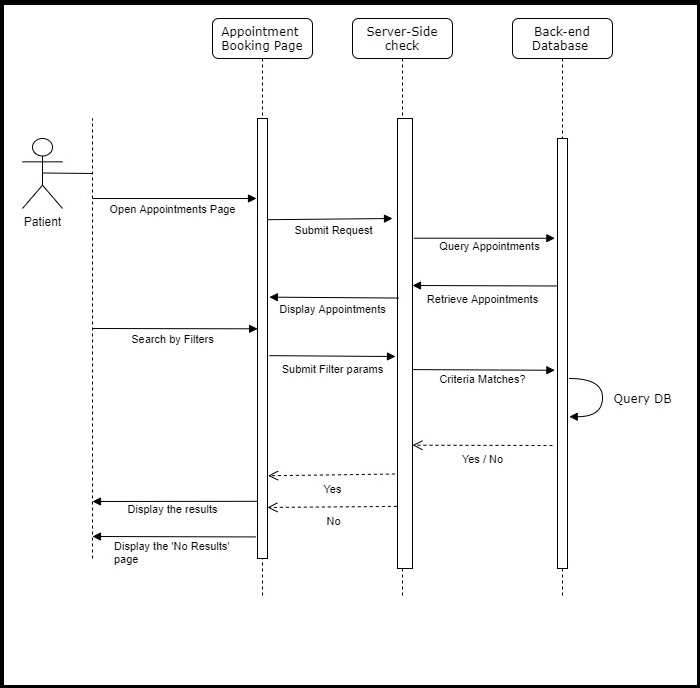 Appointment
Booking Page
Server-Side
check
Back-end
Database
Patient
Open Appointments Page
Submit Request
Query Appointments
Retrieve Appointments
Display Appointments
Search by Filters
Submit Filter params
Criteria Matches?
Query DB
Yes / No
Yes
Display the results
No
Display the 'No Results'
page